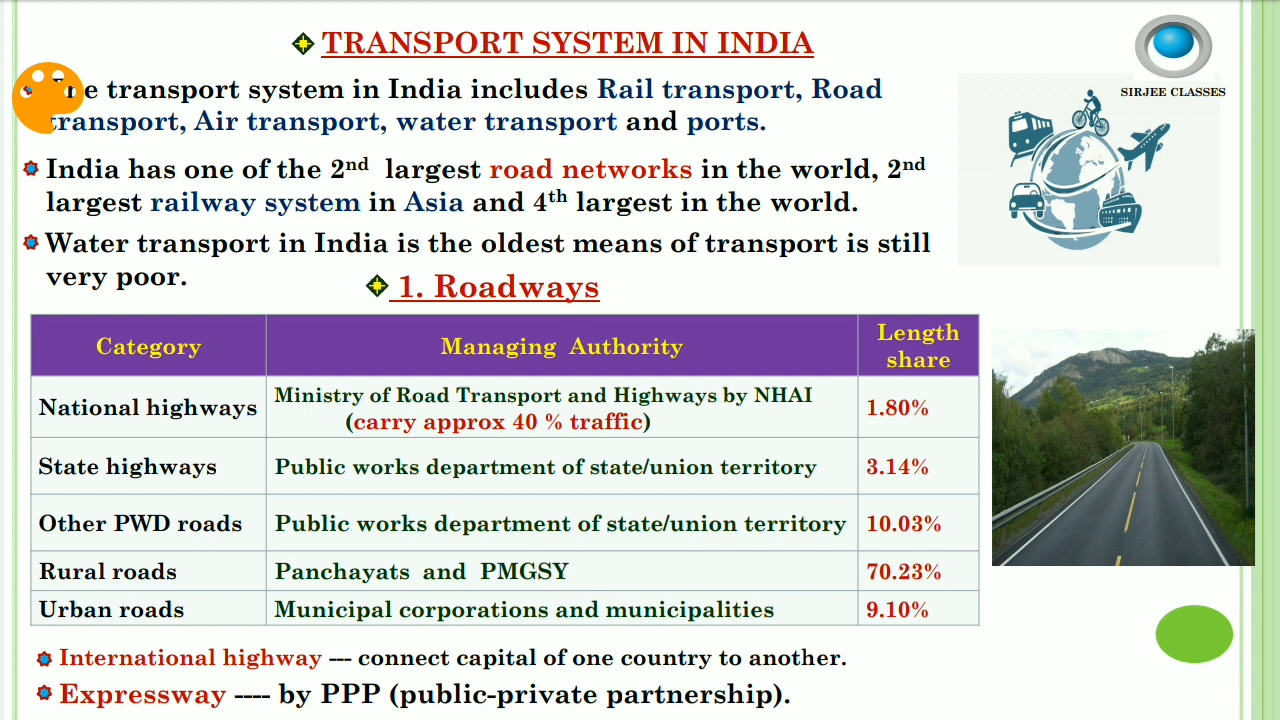 TRANSPORT SYSTEM IN INDIA
SIRJEE CLASSES
transport system in India includes Rail transport, Road
transport, Air transport, water transport and ports.
India has one of the 2nd largest road networks in the world, 2nd
largest railway system in Asia and 4th largest in the world.
Water transport in India is the oldest means of transport is still
very poor.
1. Roadways
Category Managing Authority Length share
National highways Ministry of Road Transport and Highways by NHAI 1.80%
(carry approx 40 % traffic)
State highways Public works department of state/union territory 3.14%
Other PWD roads Public works department of state/union territory 10.03%
Rural roads Panchayats and PMGSY 70.23%
Urban roads Municipal corporations and municipalities 9.10%
International highway --- connect capital of one country to another.
Expressway ---- by PPP (public-private partnership).